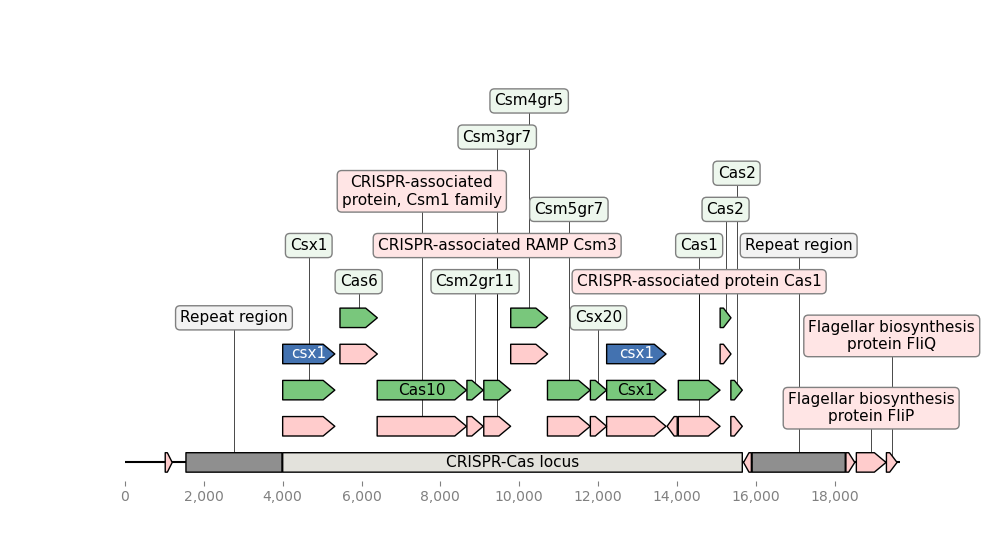 Csm4gr5
Csm3gr7
Cas2
CRISPR-associated
protein, Csm1 family
Csm5gr7
Cas2
Csx1
CRISPR-associated RAMP Csm3
Cas1
Repeat region
Cas6
Csm2gr11
CRISPR-associated protein Cas1
Repeat region
Csx20
Flagellar biosynthesis
protein FliQ
csx1
csx1
Cas10
Csx1
Flagellar biosynthesis
protein FliP
CRISPR-Cas locus
0 2,000 4,000 6,000 8,000 10,000 12,000 14,000 16,000 18,000